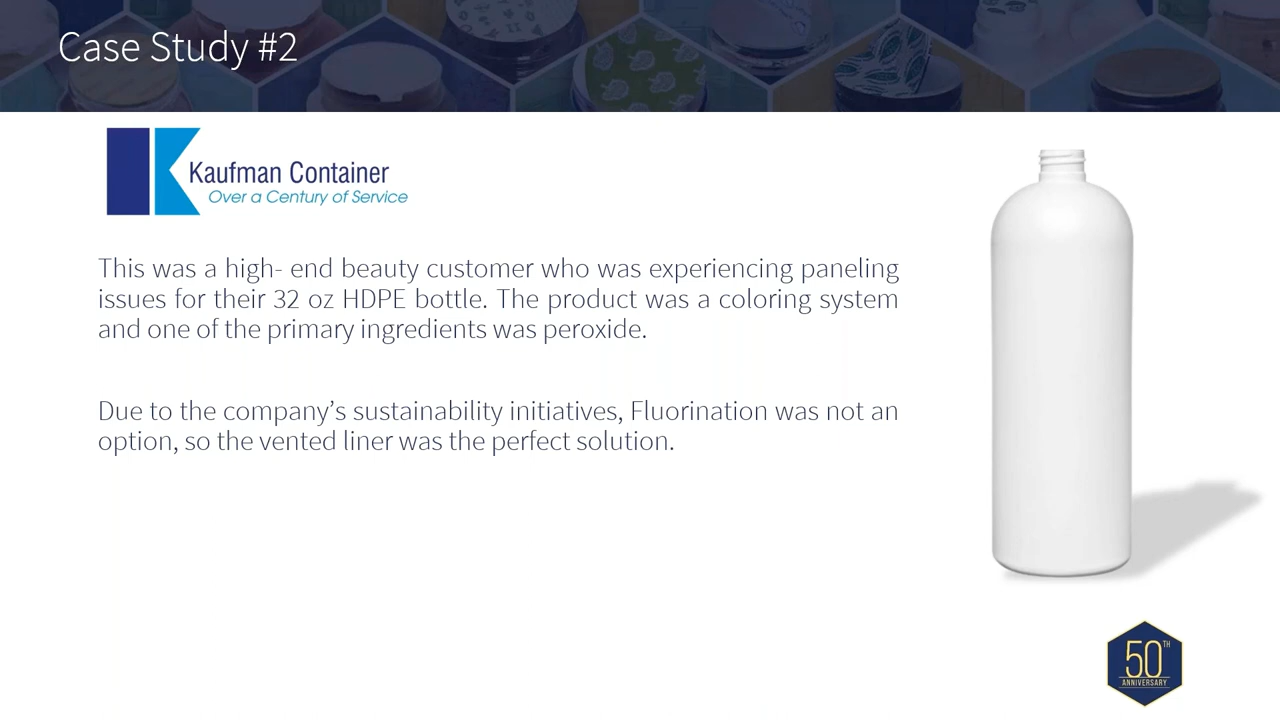 Case Study #2
Kaufman Container
Over a Century of Service
This was a high- end beauty customer who was experiencing paneling
issues for their 32 oz HDPE bottle. The product was a coloring system
and one of the primary ingredients was peroxide.
Due to the company’s sustainability initiatives, Fluorination was not an
option, so the vented liner was the perfect solution.
50TH
ANNIVERSARY